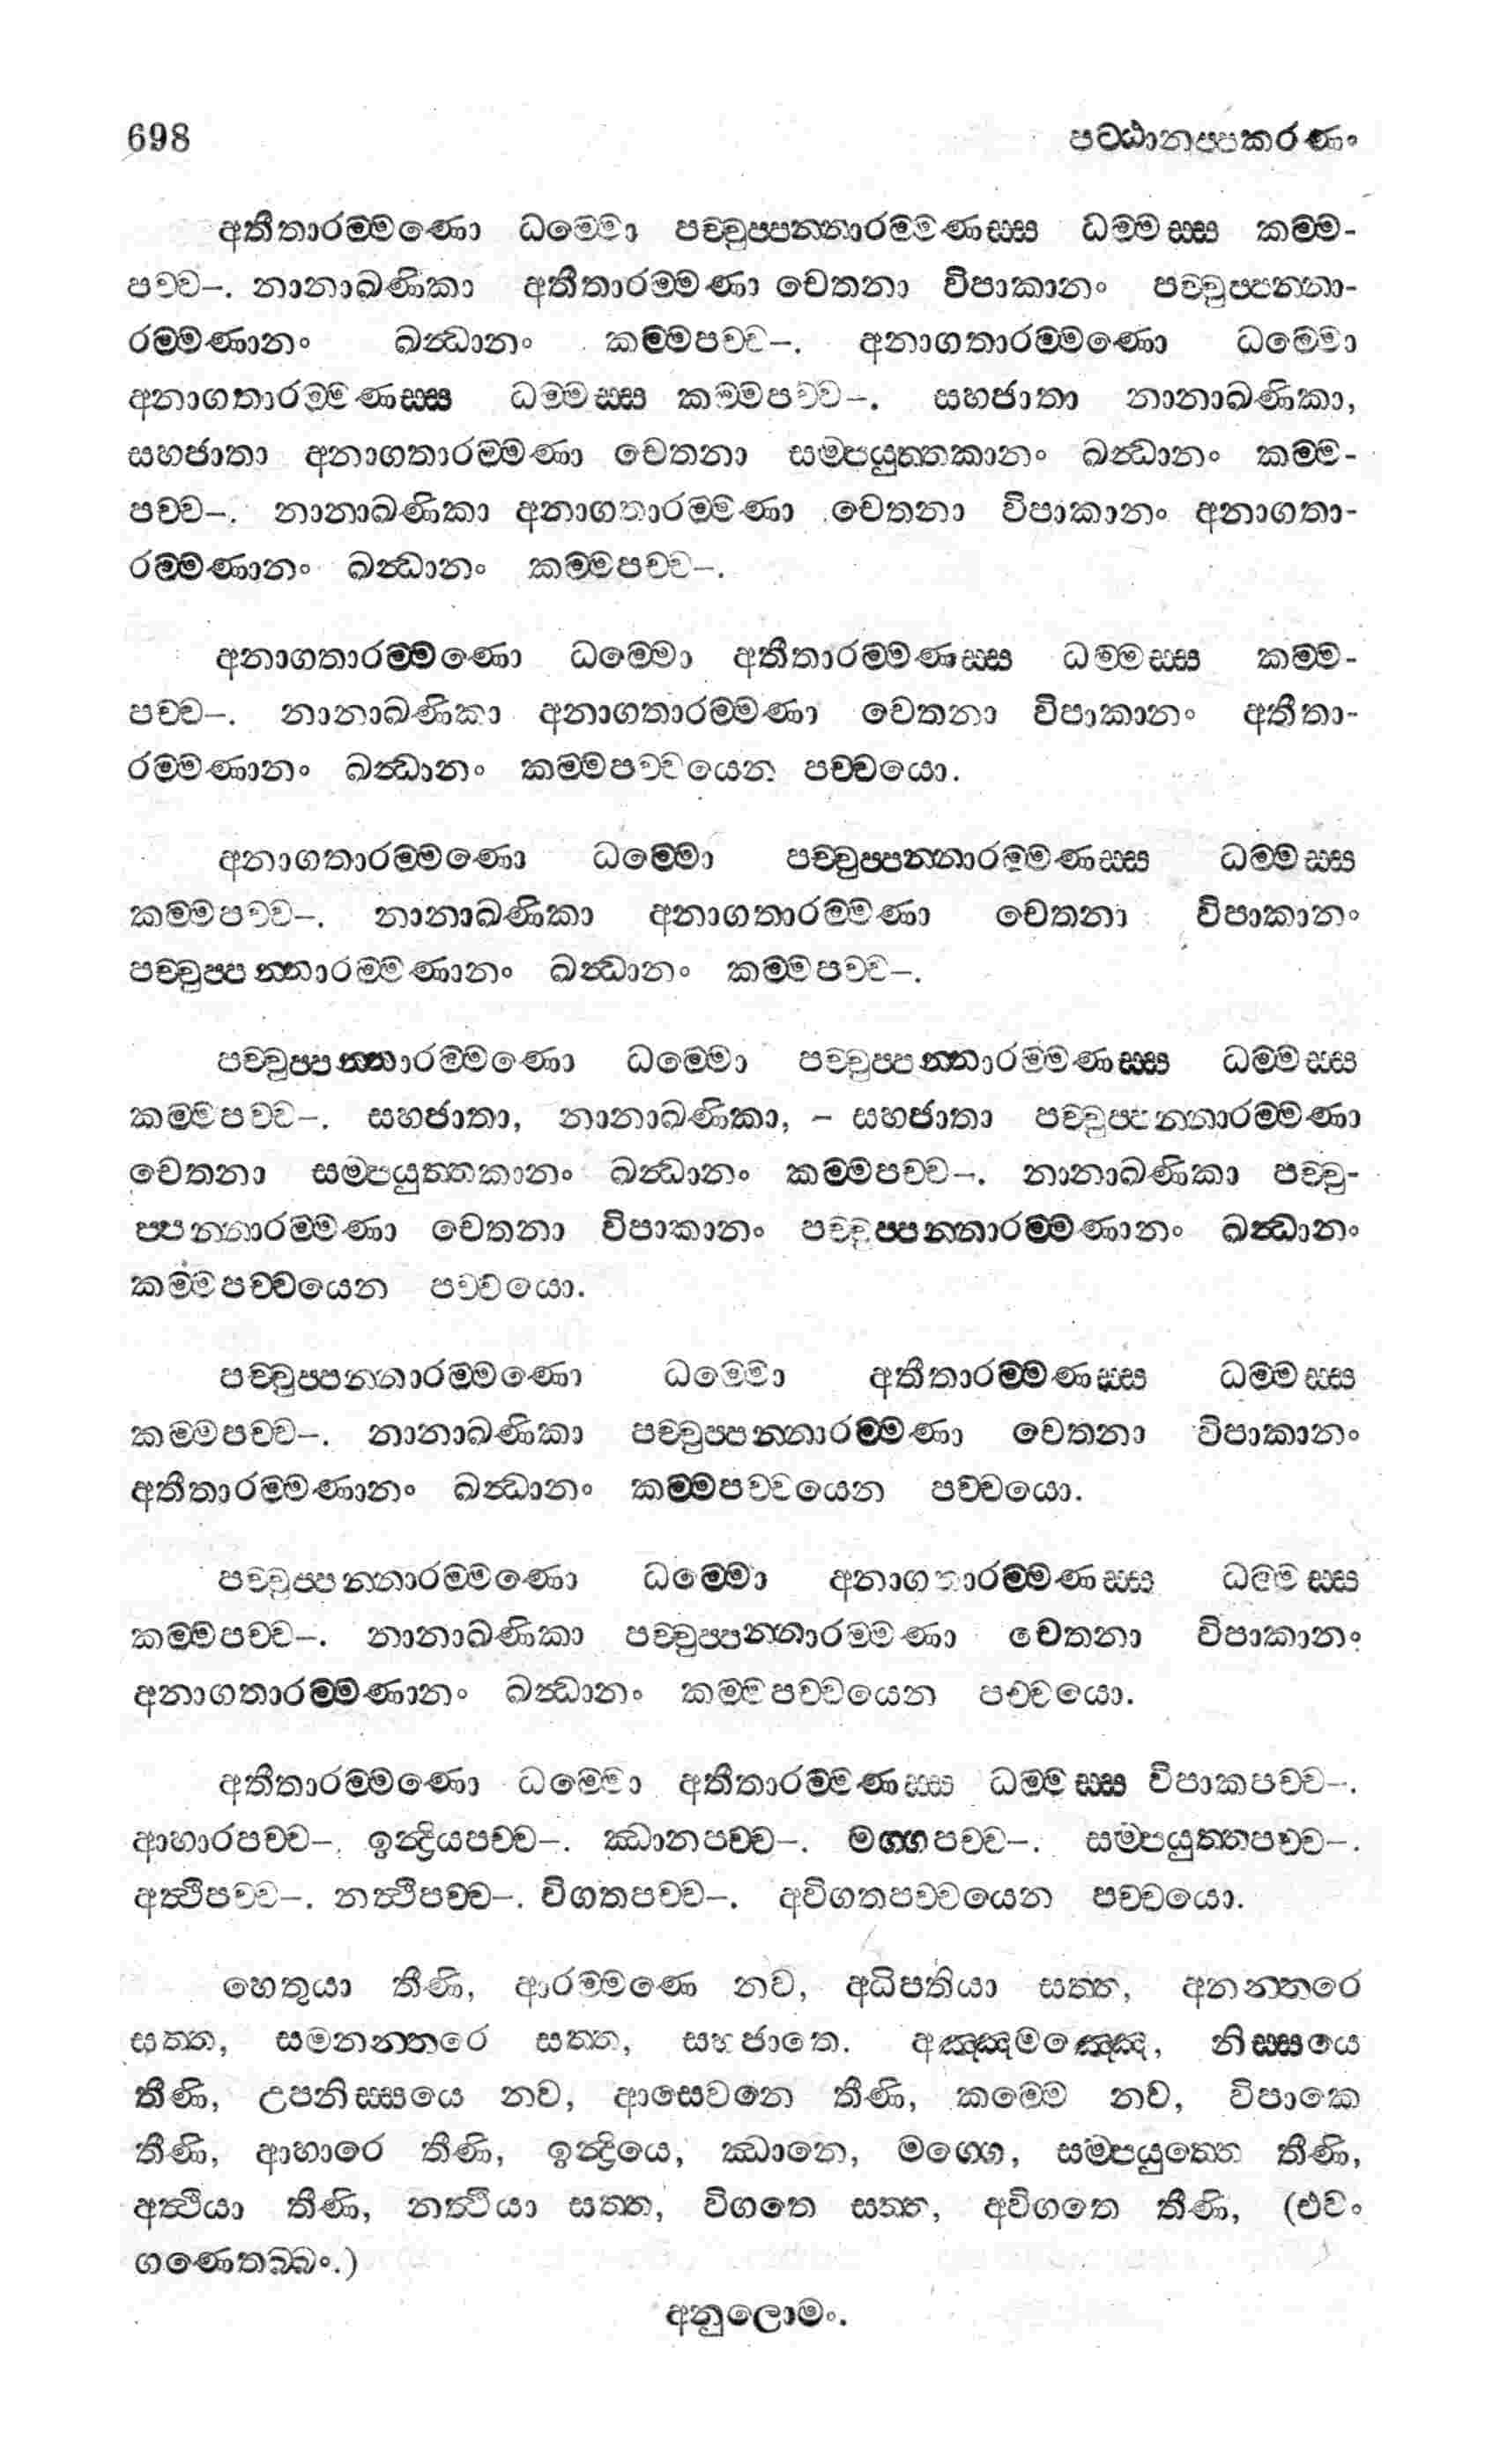 698 පට්ඨානප්පකරණං
අතීතාරම්මණො ධම්මො පච්චුප්පන්නාරම්මණස්ස ධම්මස්ස කම්ම-
පච්ච–. නානාඛණිකා අතීතාරම්මණා චෙතනා විපාකානං පච්චුප්පන්නා-
රම්මණානං ඛන්ධානං කම්මපච්ච–. අනාගතාරම්මණො ධම්මො
අනාගතාරම්මණස්ස ධම්මස්ස කම්මපච්ච–. සහජාතා නානාඛණිකා,
සහජාතා අනාගතාරම්මණා චෙතනා සම්පයුත්තකානං ඛන්ධානං කම්ම-
පච්ච–. නානාඛණිකා අනාගතාරම්මණා චෙතනා විපාකානං අනාගතා-
රම්මණානං ඛන්ධානං කම්මපච්ච–.
අනාගතාරම්මණො ධම්මො අතීතාරම්මණස්ස ධම්මස්ස කම්ම-
පච්ච–. නානාඛණිකා අනාගතාරම්මණා චෙතනා විපාකානං අතීතා-
රම්මණානං ඛන්ධානං කම්මපච්චයෙන පච්චයො.
අනාගතාරම්මණො ධම්මො පච්චුප්පන්නාරම්මණස්ස ධම්මස්ස
කම්මපච්ච–. නානාඛණිකා අනාගතාරම්මණා චෙතනා විපාකානං
පච්චුප්පන්නාරම්මණානං ඛන්ධානං කම්මපච්ච–.
පච්චුප්පන්නාරම්මණො ධම්මො පච්චුප්පන්නාරම්මණස්ස ධම්මස්ස
කම්මපච්ච–. සහජාතා, නානාඛණිකා, – සහජාතා පච්චුප්පන්නාරම්මණා
චෙතනා සම්පයුත්තකානං ඛන්ධානං කම්මපච්ච–. නානාඛණිකා පච්චු-
ප්පන්නාරම්මණා චෙතනා විපාකානං පච්චුප්පන්නාරම්මණානං ඛන්ධානං
කම්මපච්චයෙන පච්චයො.
පච්චුප්පන්නාරම්මණො ධම්මො අතීතාරම්මණස්ස ධම්මස්ස
කම්මපච්ච–. නානාඛණිකා පච්චුප්පන්නාරම්මණා චෙතනා විපාකානං
අතීතාරම්මණානං ඛන්ධානං කම්මපච්චයෙන පච්චයො.
පච්චුප්පන්නාරම්මණො ධම්මො අනාගතාරම්මණස්ස ධම්මස්ස
කම්මපච්ච–. නානාඛණිකා පච්චුප්පන්නාරම්මණා චෙතනා විපාකානං
අනාගතාරම්මණානං ඛන්ධානං කම්මපච්චයෙන පච්චයො.
අතීතාරම්මණො ධම්මො අතීතාරම්මණස්ස ධම්මස්ස විපාකපච්ච–.
ආහාරපච්ච–. ඉන්ද්‍රියපච්ච–. ඣානපච්ච–. මග්ගපච්ච–. සම්පයුත්තපච්ච–.
අත්ථිපච්ච–. නත්ථිපච්ච–. විගතපච්ච–. අවිගතපච්චයෙන පච්චයො.
හෙතුයා තීණි, ආරම්මණෙ නව, අධිපතියා සත්ත, අනන්තරෙ
සත්ත, සමනන්තරෙ සත්ත, සහජාතෙ. අඤ්ඤමඤ්ඤෙ, නිස්සයෙ
තීණි, උපනිස්සයෙ නව, ආසෙවනෙ තීණි, කම්මෙ නව, විපාකෙ
තීණි, ආහාරෙ තීණි, ඉන්ද්‍රියෙ, ඣානෙ, මග්ගෙ, සම්පයුත්තෙ තීණි,
අත්ථියා තීණි, නත්ථියා සත්ත, විගතෙ සත්ත, අවිගතෙ තීණි, (එවං
ගණෙතබ්බං.)
අනුලොමං.